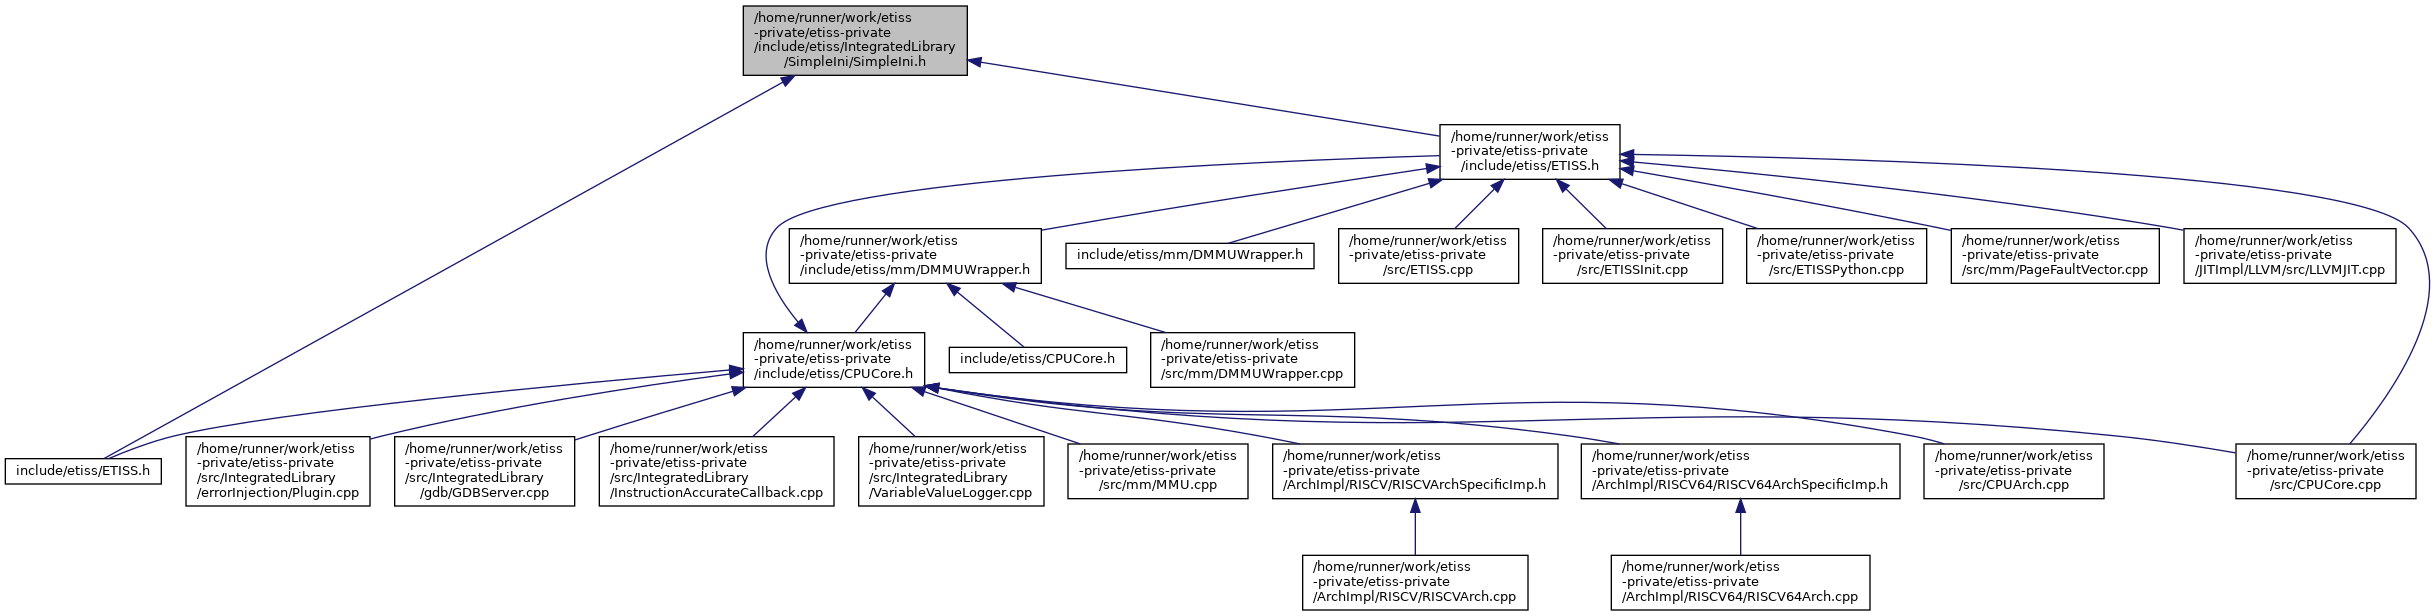 /home/runner/work/etiss
-private/etiss-private
/include/etiss/IntegratedLibrary
/SimpleIni/SimpleIni.h
/home/runner/work/etiss
-private/etiss-private
/include/etiss/ETISS.h
/home/runner/work/etiss
-private/etiss-private
/include/etiss/mm/DMMUWrapper.h
include/etiss/mm/DMMUWrapper.h
/home/runner/work/etiss
-private/etiss-private
/src/ETISS.cpp
/home/runner/work/etiss
-private/etiss-private
/src/ETISSInit.cpp
/home/runner/work/etiss
-private/etiss-private
/src/ETISSPython.cpp
/home/runner/work/etiss
-private/etiss-private
/src/mm/PageFaultVector.cpp
/home/runner/work/etiss
-private/etiss-private
/JITImpl/LLVM/src/LLVMJIT.cpp
/home/runner/work/etiss
-private/etiss-private
/include/etiss/CPUCore.h
include/etiss/CPUCore.h
/home/runner/work/etiss
-private/etiss-private
/src/mm/DMMUWrapper.cpp
include/etiss/ETISS.h
/home/runner/work/etiss
-private/etiss-private
/src/IntegratedLibrary
/errorInjection/Plugin.cpp
/home/runner/work/etiss
-private/etiss-private
/src/IntegratedLibrary
/gdb/GDBServer.cpp
/home/runner/work/etiss
-private/etiss-private
/src/IntegratedLibrary
/InstructionAccurateCallback.cpp
/home/runner/work/etiss
-private/etiss-private
/src/IntegratedLibrary
/VariableValueLogger.cpp
/home/runner/work/etiss
-private/etiss-private
/src/mm/MMU.cpp
/home/runner/work/etiss
-private/etiss-private
/ArchImpl/RISCV/RISCVArchSpecificImp.h
/home/runner/work/etiss
-private/etiss-private
/ArchImpl/RISCV64/RISCV64ArchSpecificImp.h
/home/runner/work/etiss
-private/etiss-private
/src/CPUArch.cpp
/home/runner/work/etiss
-private/etiss-private
/src/CPUCore.cpp
/home/runner/work/etiss
-private/etiss-private
/ArchImpl/RISCV/RISCVArch.cpp
/home/runner/work/etiss
-private/etiss-private
/ArchImpl/RISCV64/RISCV64Arch.cpp